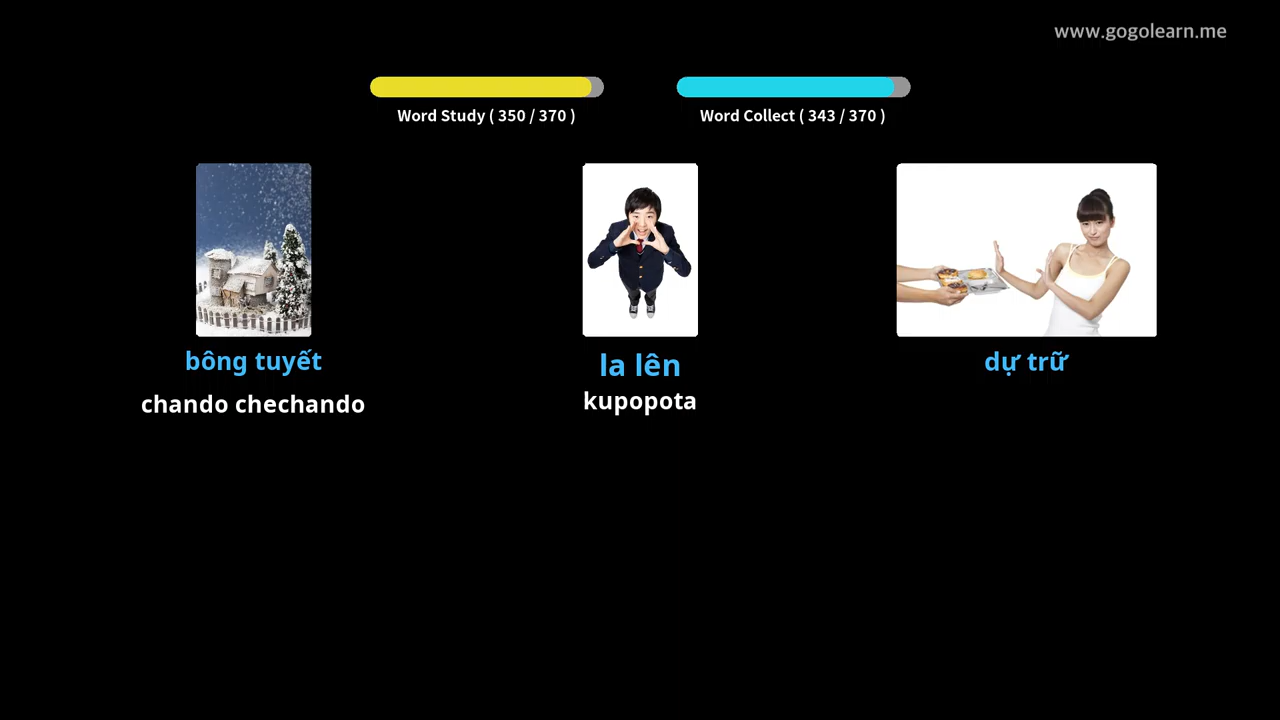 www.gogolearn.me
Word Study ( 350 / 370 )
Word Collect ( 343 / 370 )
bông tuyết
chando chechando
la lên
kupopota
dự trữ